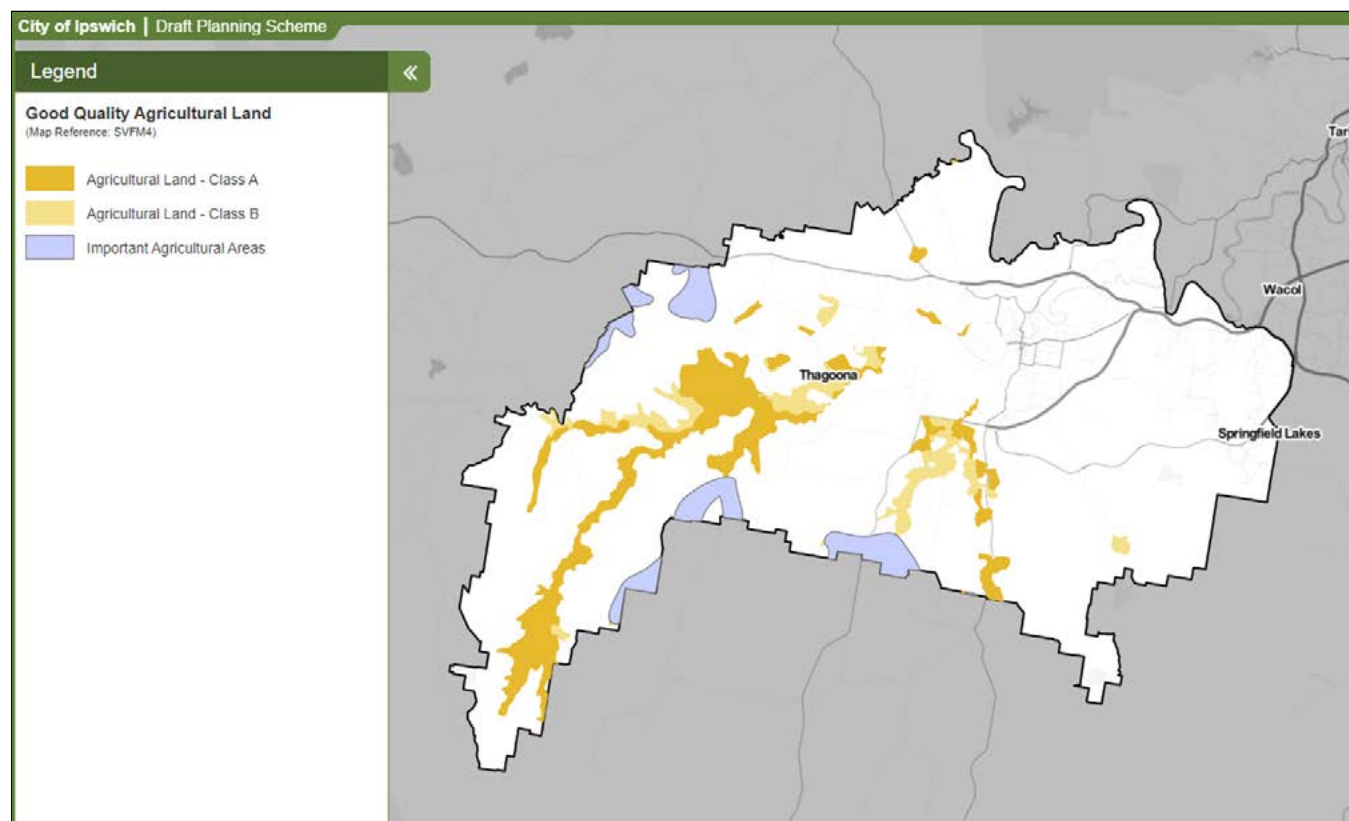 City of Ipswich | Draft Planning Scheme
Legend
Good Quality Agricultural Land
(Map Reference: SVFM4)
Agricultural Land - Class A
Agricultural Land - Class B
Important Agricultural Areas
Wacol
Thagoona
Springfield Lakes